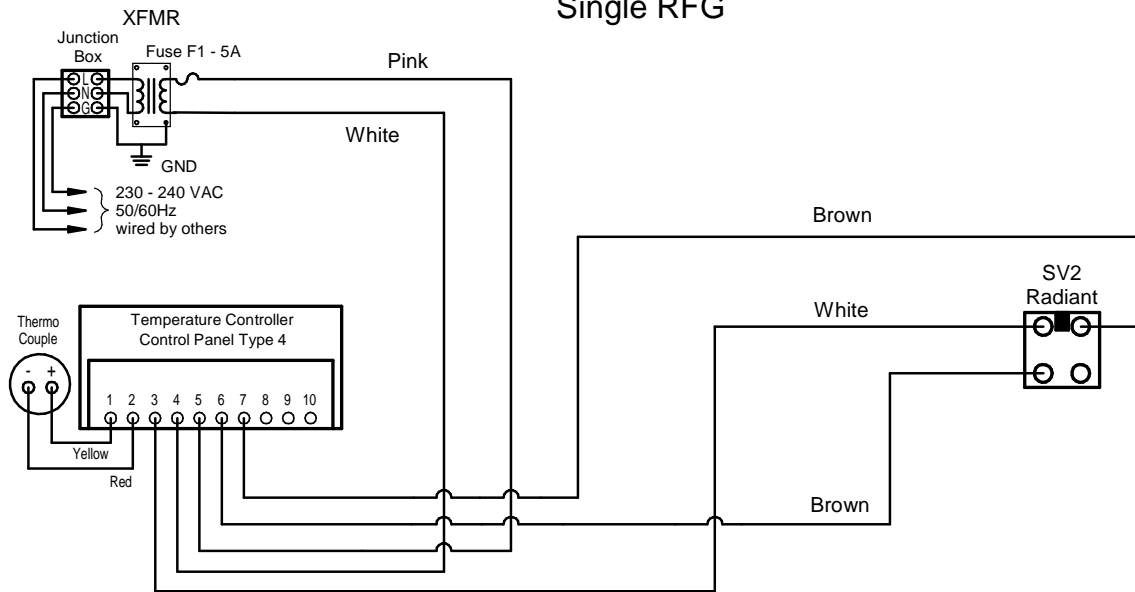 Single RFG
XFMR
Junction
Box
Fuse F1 - 5A
Pink
L
N
G
White
GND
230 - 240 VAC
50/60Hz
wired by others
Brown
SV2
Radiant
White
Thermo
Couple
- +
Temperature Controller
Control Panel Type 4
1 2 3 4 5 6 7 8 9 10
Yellow
Red
Brown